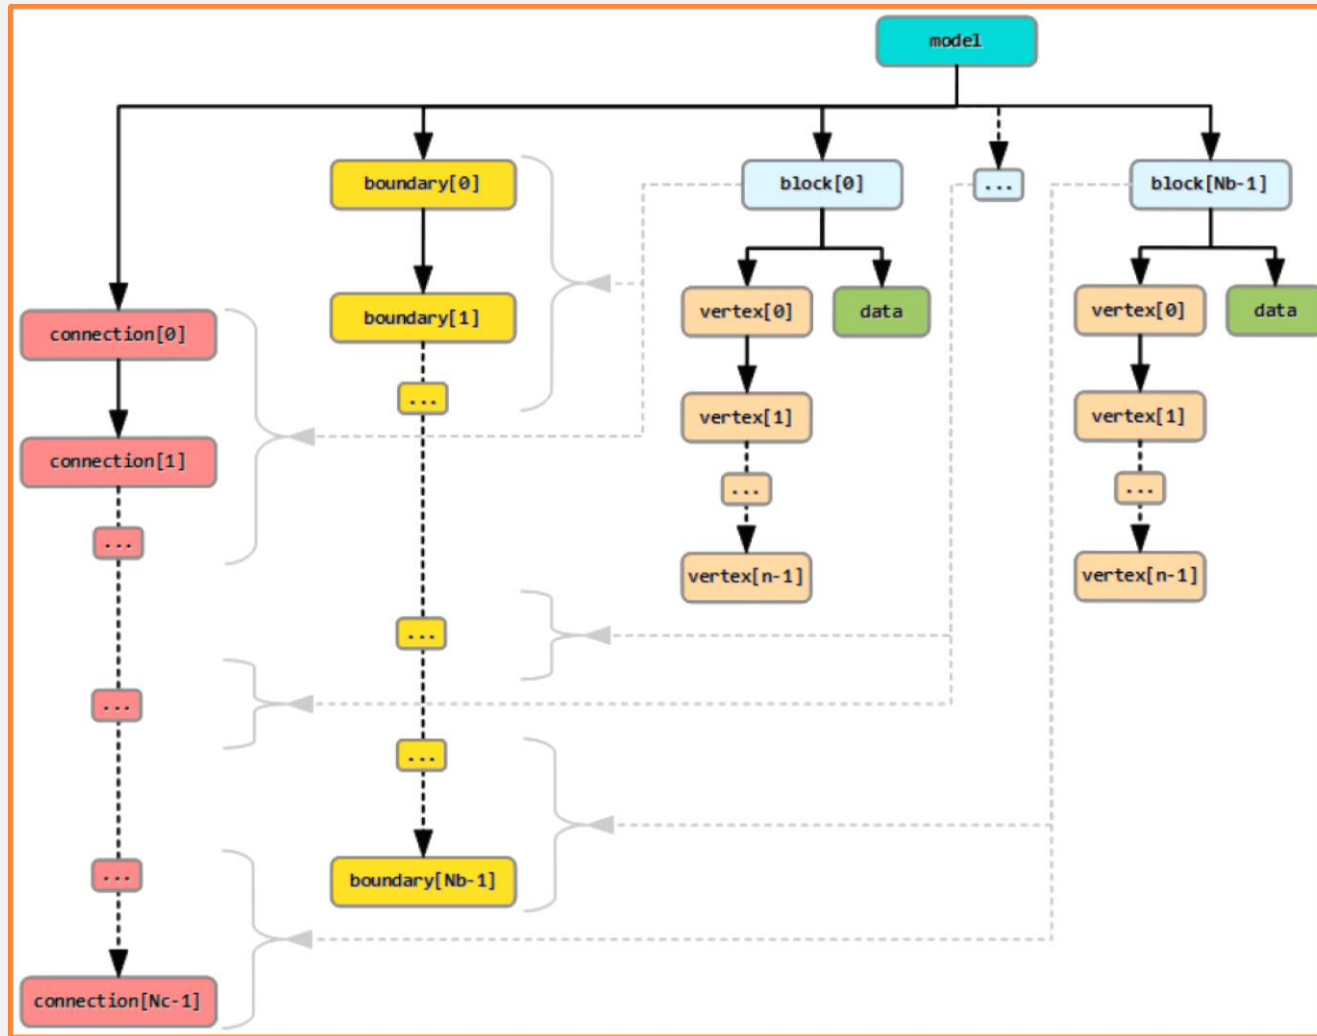 model
boundary[0]
block[0]
...
block[Nb-1]
connection[0]
boundary[1]
vertex[0]
data
vertex[0]
data
...
connection[1]
vertex[1]
vertex[1]
...
...
...
vertex[n-1]
vertex[n-1]
...
...
...
...
boundary[Nb-1]
connection[Nc-1]